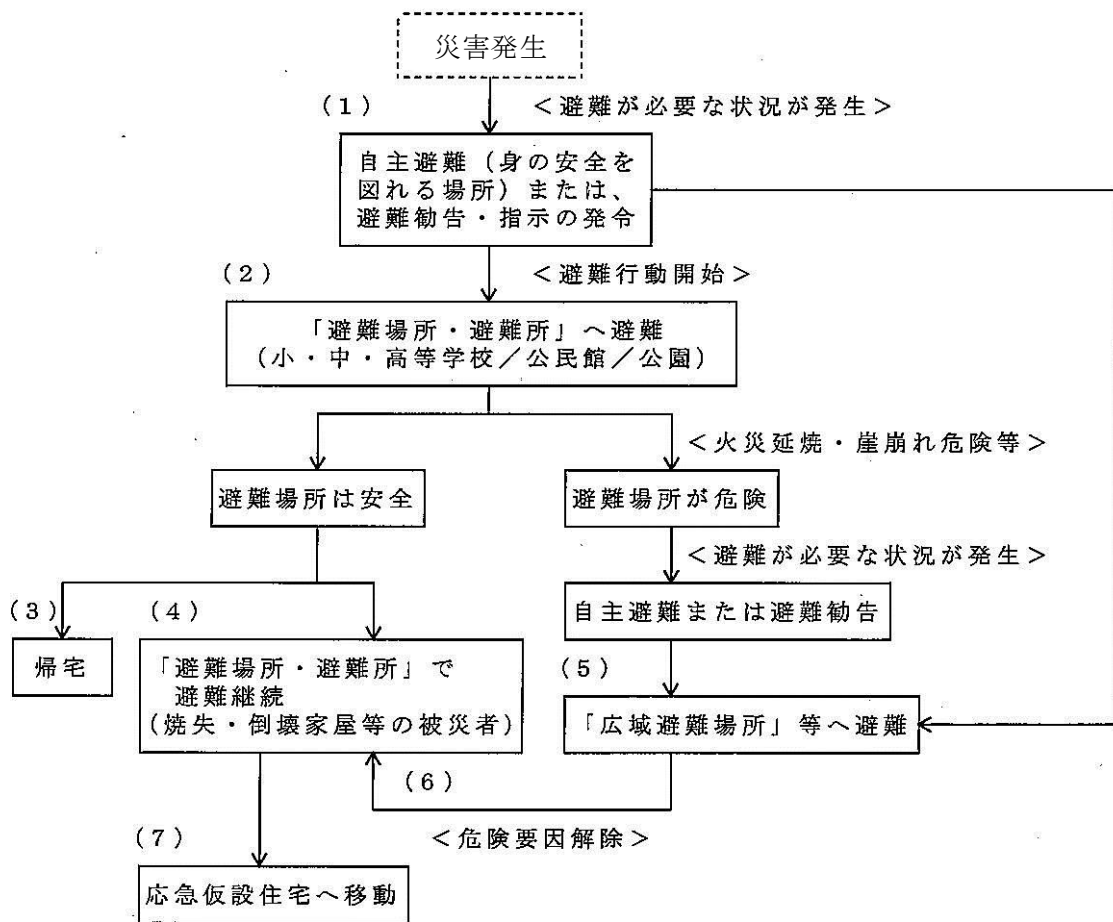 災害発生
(1)
<避難が必要な状況が発生>
自主避難(身の安全を
図れる場所)または、
避難勧告・指示の発令
(2)
<避難行動開始>
「避難場所・避難所」へ避難
(小・中・高等学校/公民館/公園)
<火災延焼・崖崩れ危険等>
避難場所は安全
避難場所が危険
<避難が必要な状況が発生>
自主避難または避難勧告
(3)
帰宅
(4)
「避難場所・避難所」で
避難継続
(焼失・倒壊家屋等の被災者)
(5)
「広域避難場所」等へ避難
(6)
<危険要因解除>
(7)
応急仮設住宅へ移動